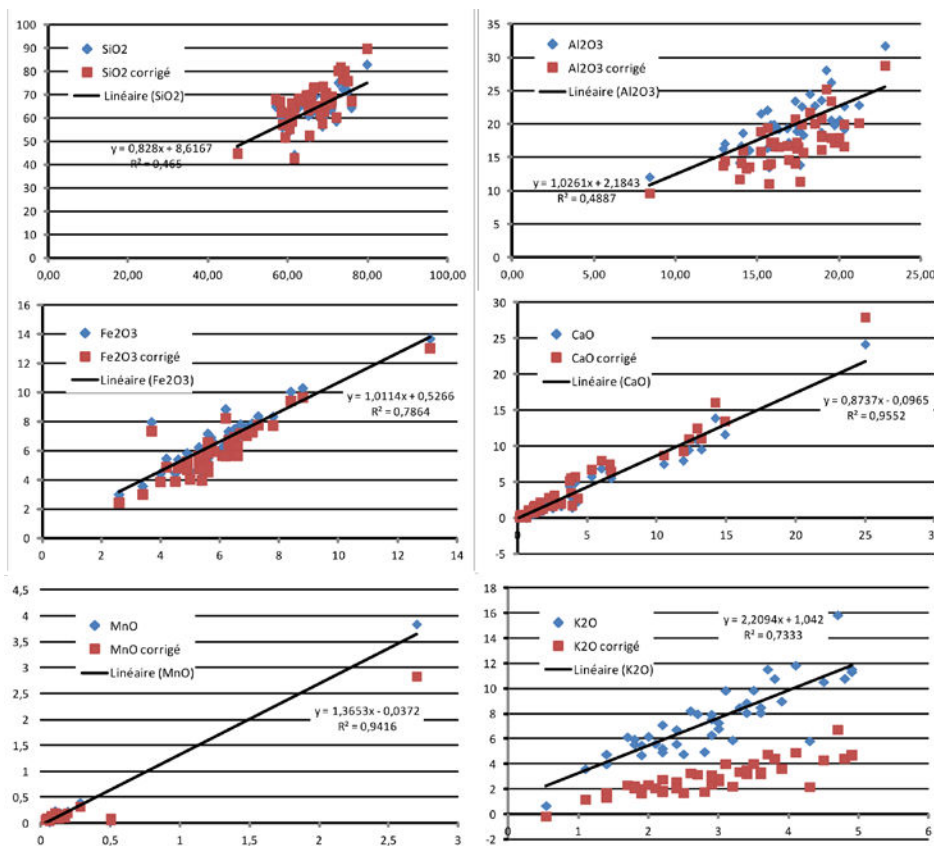 100
90
80
70
60
50
40
30
20
10
0
SiO2
SiO2 corrigé
Linéaire (SiO2)
y = 0,828x + 8,6167
R² = 0,465
0,00 20,00 40,00 60,00 80,00 100,00
35
30
25
20
15
10
5
0
Al2O3
Al2O3 corrigé
Linéaire (Al2O3)
y = 1,0261x + 2,1843
R² = 0,4887
0,00 5,00 10,00 15,00 20,00 25,00
16
14
12
10
8
6
4
2
0
Fe2O3
Fe2O3 corrigé
Linéaire (Fe2O3)
y = 1,0114x + 0,5266
R² = 0,7864
0 2 4 6 8 10 12 14
30
25
20
15
10
5
0
-5
CaO
CaO corrigé
Linéaire (CaO)
y = 0,8737x - 0,0965
R² = 0,9552
0 5 10 15 20 25
4,5
4
3,5
3
2,5
2
1,5
1
0,5
0
MnO
MnO corrigé
Linéaire (MnO)
y = 1,3653x - 0,0372
R² = 0,9416
0 0,5 1 1,5 2 2,5 3
18
16
14
12
10
8
6
4
2
0
-2
K2O
K2O corrigé
Linéaire (K2O)
y = 2,2094x + 1,042
R² = 0,7333
0 1 2 3 4 5 6